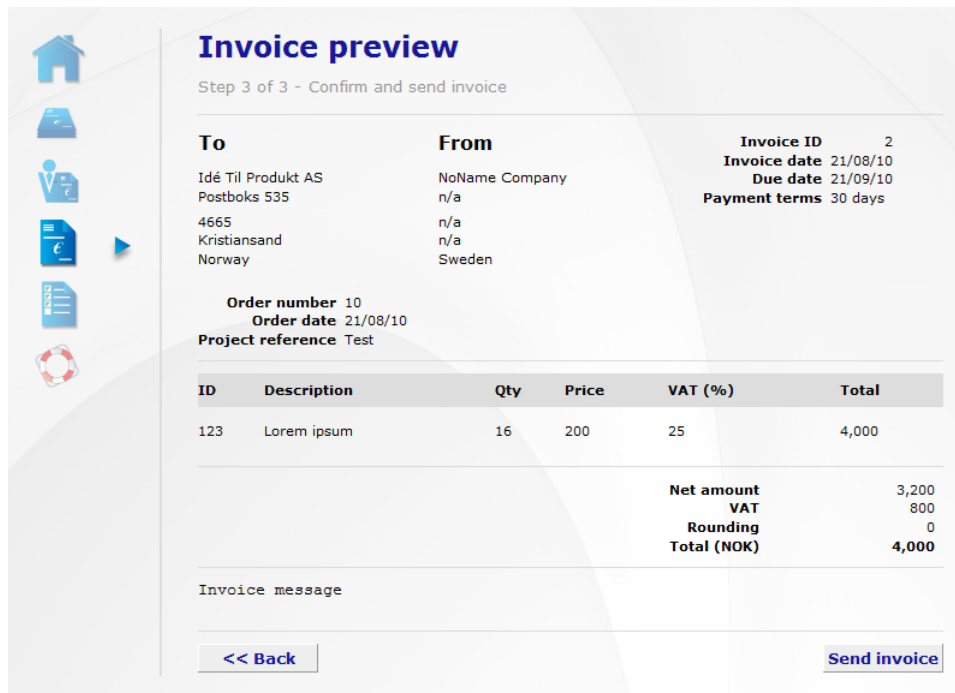 Invoice preview
Step 3 of 3 - Confirm and send invoice
To
Idé Til Produkt AS
Postboks 535
4665
Kristiansand
Norway
From
NoName Company
n/a
n/a
n/a
Sweden
Invoice ID 2
Invoice date 21/08/10
Due date 21/09/10
Payment terms 30 days
Order number 10
Order date 21/08/10
Project reference Test
ID Description Qty Price VAT (%) Total
123 Lorem ipsum 16 200 25 4,000
Net amount 3,200
VAT 800
Rounding 0
Total (NOK) 4,000
Invoice message
<< Back
Send invoice